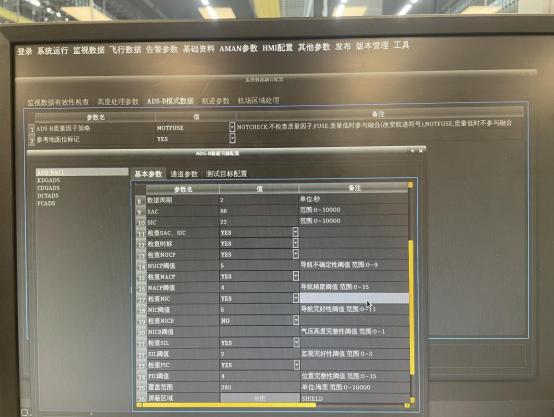 登录 系统运行 监视数据 飞行数据 告警参数 基础资料 AMAN参数 HMI配置 其他参数 发布 版本管理 工具
监视数据有效性检查 高度处理参数 ADS-B模式数据 航迹参数 机场区域处理
参数名 值 备注
1 ADS-B质量因子策略 NOTFUSE NOTCHECK:不检查质量因子;FUSE:质量低时参与融合(改变航迹符号);NOTFUSE:质量低时不参与融合
2 参考地面位标记 YES
ADS-B数据源配置
ADS-BALL
KDGADS
CDUADS
DCYADS
FCADS
基本参数 通道参数 测试目标配置
参数名 值 备注
8 数据周期 2 单位:秒
9 SAC 88 范围:0~10000
10 SIC 22 范围:0~10000
11 检查SAC、SIC YES
12 检查时标 YES
13 检查NUCP YES
14 NUCP阈值 5 导航不确定性阈值 范围:0~9
15 检查NACP YES
16 NACP阈值 4 导航精度阈值 范围:0~15
17 检查NIC YES
18 NIC阈值 5 导航完好性阈值 范围:0~11
19 检查NICB NO
20 NICB阈值 气压高度完整性阈值 范围:0~1
21 检查SIL YES
22 SIL阈值 2 监视完好性阈值 范围:0~3
23 检查PIC YES
24 PIC阈值 4 位置完整性阈值 范围:0~15
25 覆盖范围 380 单位:海里 范围:0~10000
26 屏蔽区域 SHIELD